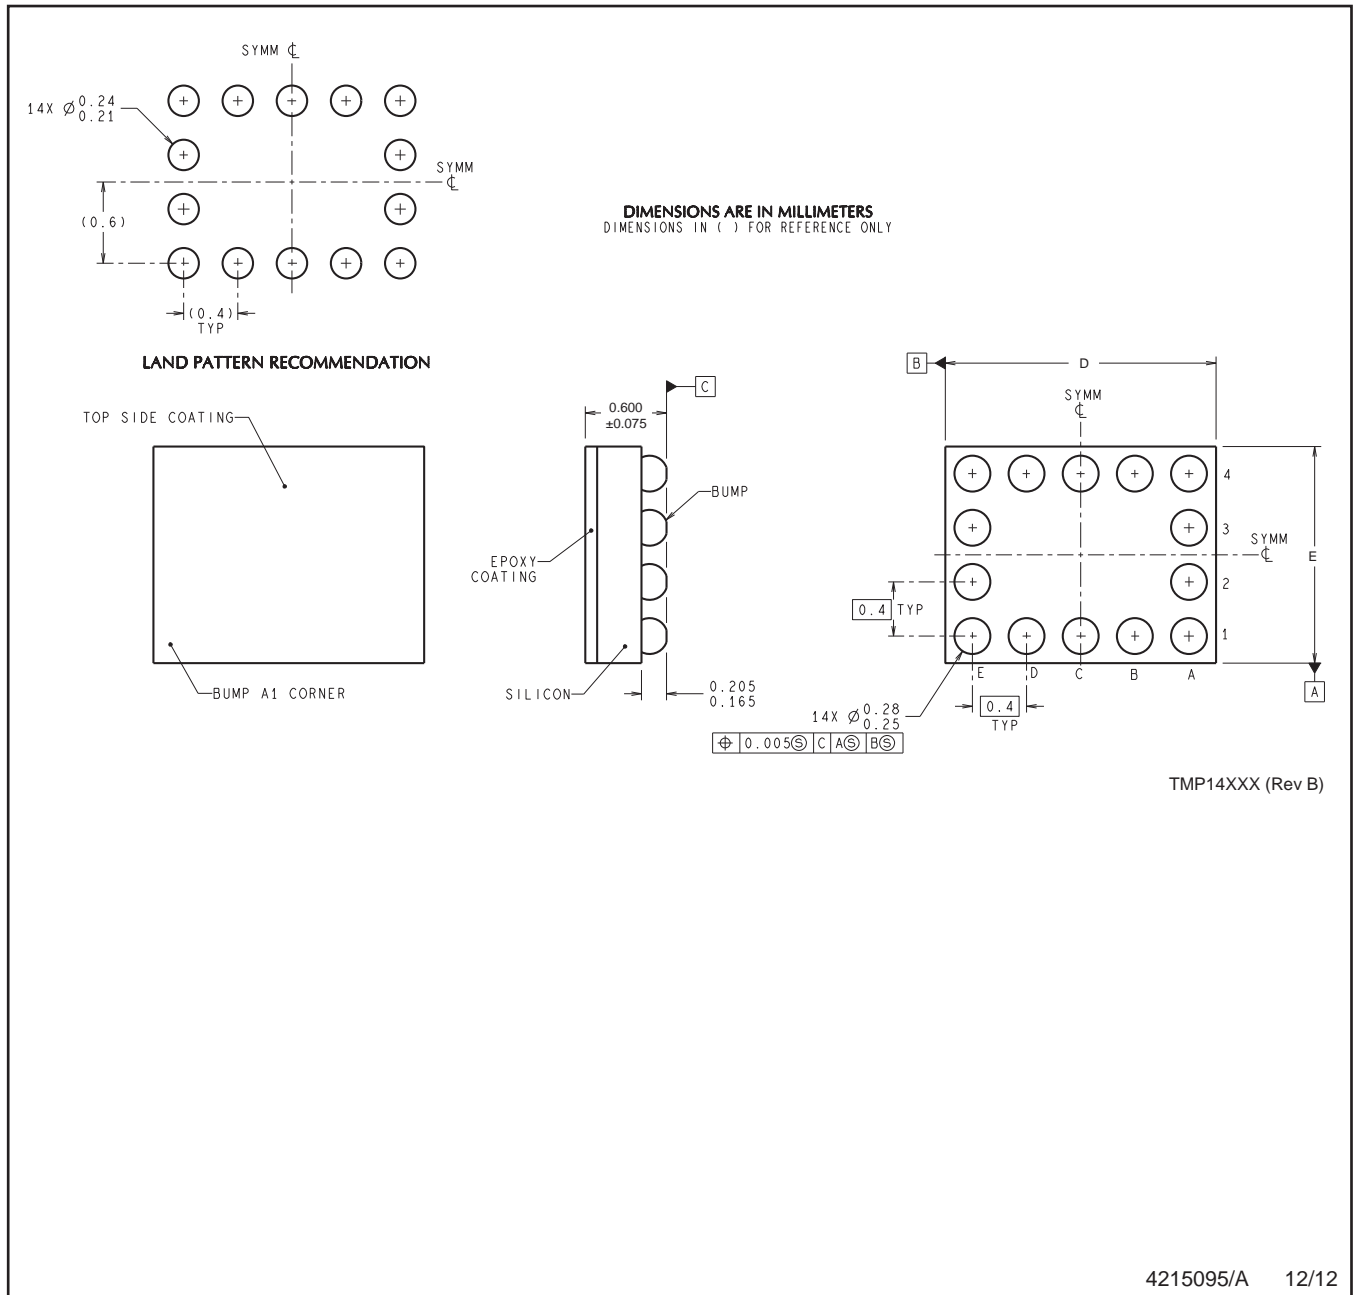 SYMM ℄
14X Ø 0.24
0.21
SYMM
℄
(0.6)
(0.4)
TYP
DIMENSIONS ARE IN MILLIMETERS
DIMENSIONS IN ( ) FOR REFERENCE ONLY
LAND PATTERN RECOMMENDATION
TOP SIDE COATING
BUMP A1 CORNER
C
0.600
±0.075
BUMP
EPOXY
COATING
SILICON
0.205
0.165
B
D
SYMM
℄
4
3
SYMM
℄
E
2
0.4 TYP
1
E D C B A
A
14X Ø 0.28
0.25
0.4
TYP
⌖ 0.005Ⓢ C AⓈ BⓈ
TMP14XXX (Rev B)
4215095/A 12/12